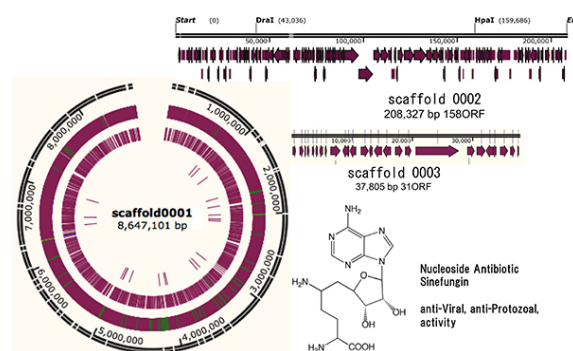 Start (0) DraI (43,036) HpaI (159,686) En
50,000 100,000 150,000 200,000
scaffold 0002
208,327 bp 158ORF
10,000 20,000 30,000
scaffold 0003
37,805 bp 31ORF
1,000,000
2,000,000
3,000,000
4,000,000
5,000,000
6,000,000
7,000,000
8,000,000
scaffold0001
8,647,101 bp
NH₂
N
N
N
N
H₂N
O
OH
OH
H₂N
COOH
Nucleoside Antibiotic
Sinefungin
anti-Viral, anti-Protozoal,
activity